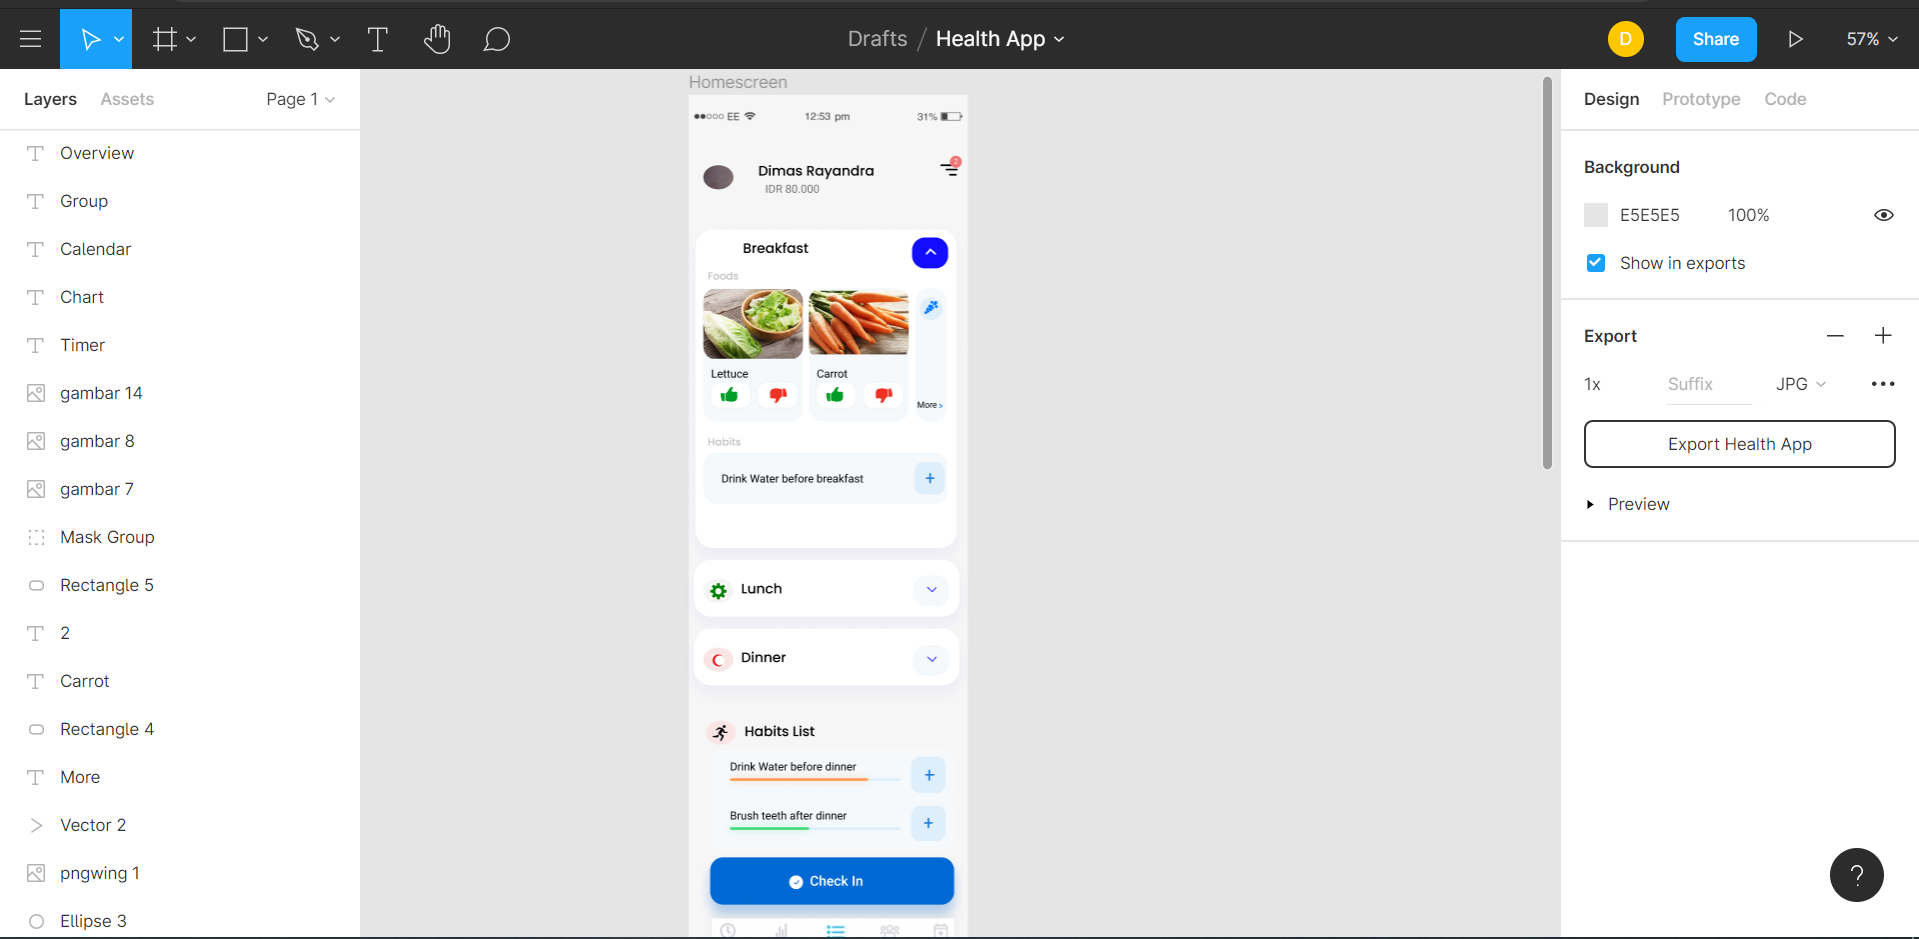 Drafts / Health App
D
Share
57%
Layers
Assets
Page 1
Overview
Group
Calendar
Chart
Timer
gambar 14
gambar 8
gambar 7
Mask Group
Rectangle 5
2
Carrot
Rectangle 4
More
Vector 2
pngwing 1
Ellipse 3
Homescreen
EE
12:53 pm
31%
Dimas Rayandra
IDR 80.000
2
Breakfast
Foods
Lettuce
Carrot
More >
Habits
Drink Water before breakfast
+
Lunch
Dinner
Habits List
Drink Water before dinner
+
Brush teeth after dinner
+
Check In
Design
Prototype
Code
Background
E5E5E5
100%
Show in exports
Export
1x
Suffix
JPG
Export Health App
Preview
?